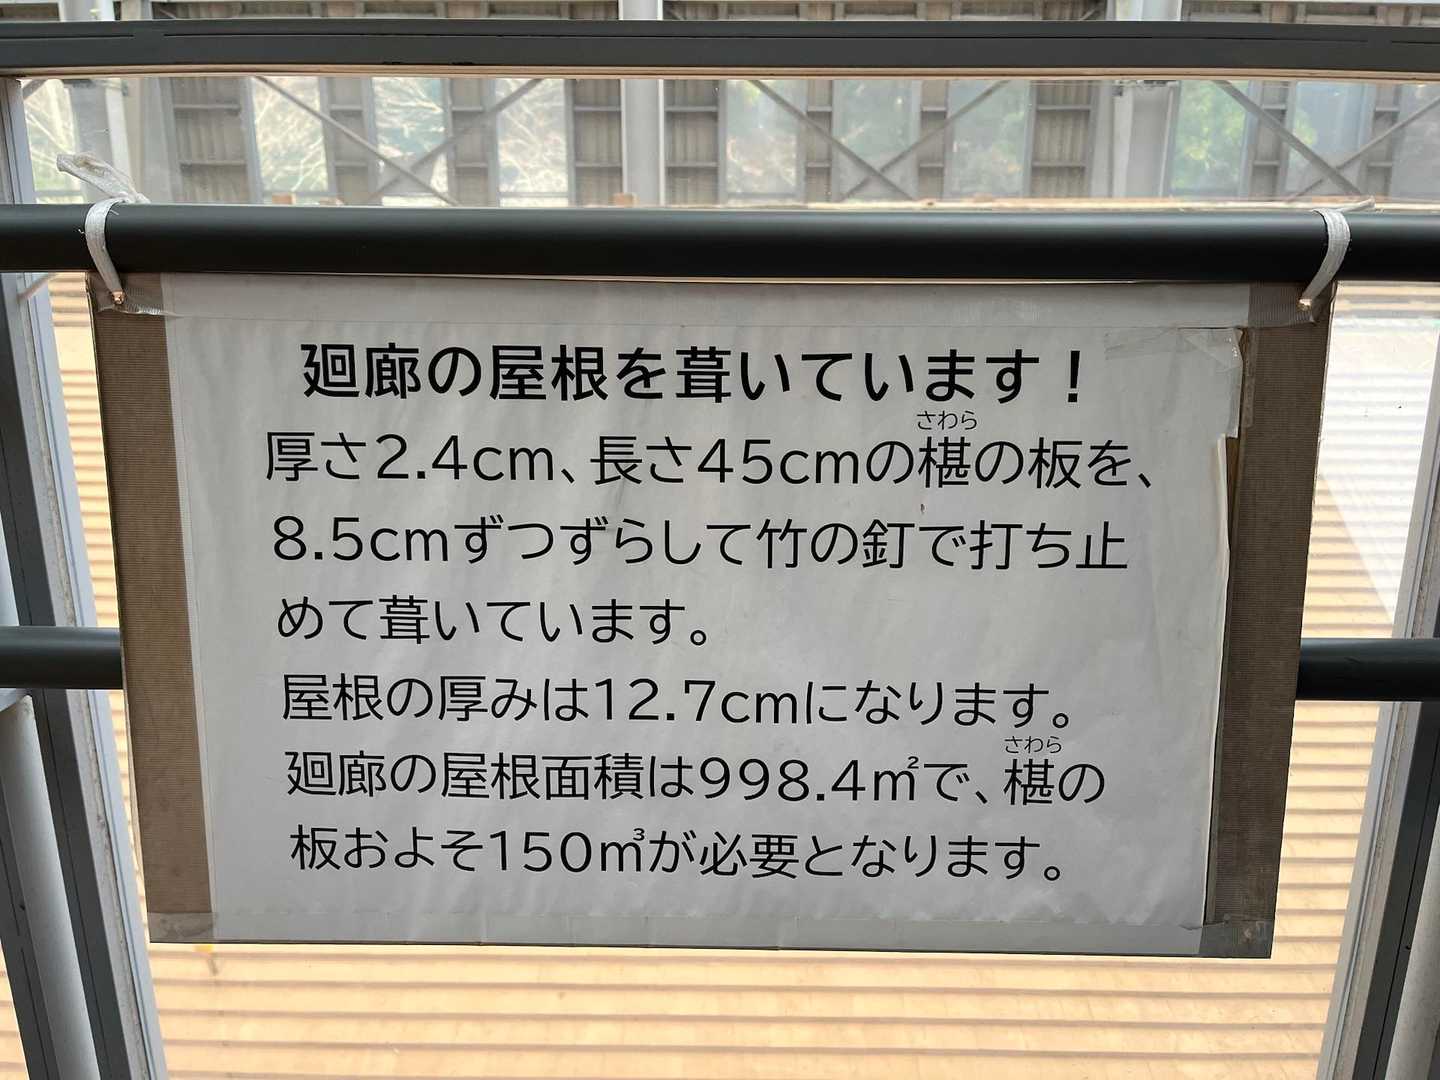 廻廊の屋根を葺いています！
さわら
厚さ2.4cm、長さ45cmの椹の板を、
8.5cmずつずらして竹の釘で打ち止
めて葺いています。
屋根の厚みは12.7cmになります。
さわら
廻廊の屋根面積は998.4㎡で、椹の
板およそ150㎥が必要となります。